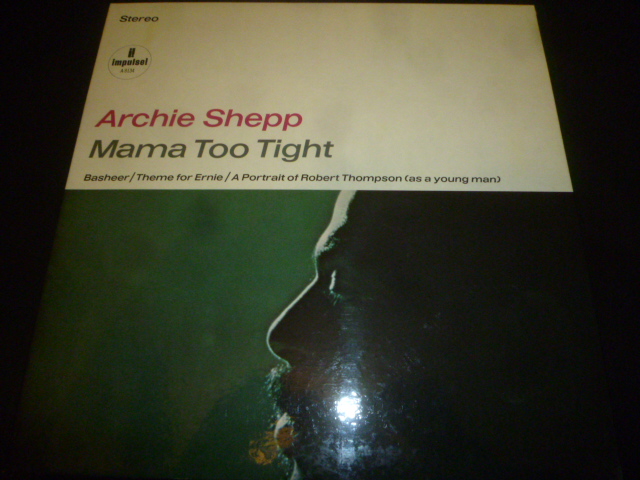 Stereo
impulse!
Archie Shepp
Mama Too Tight
Basheer/Theme for Ernie/A Portrait of Robert Thompson (as a young man)